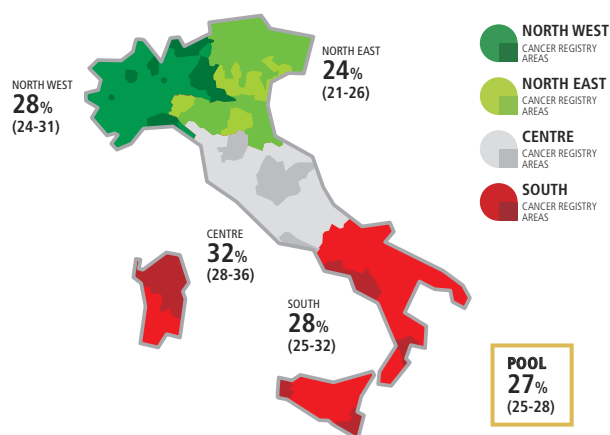 NORTH WEST
28%
(24-31)
NORTH EAST
24%
(21-26)
CENTRE
32%
(28-36)
SOUTH
28%
(25-32)
NORTH WEST
CANCER REGISTRY
AREAS
NORTH EAST
CANCER REGISTRY
AREAS
CENTRE
CANCER REGISTRY
AREAS
SOUTH
CANCER REGISTRY
AREAS
POOL
27%
(25-28)